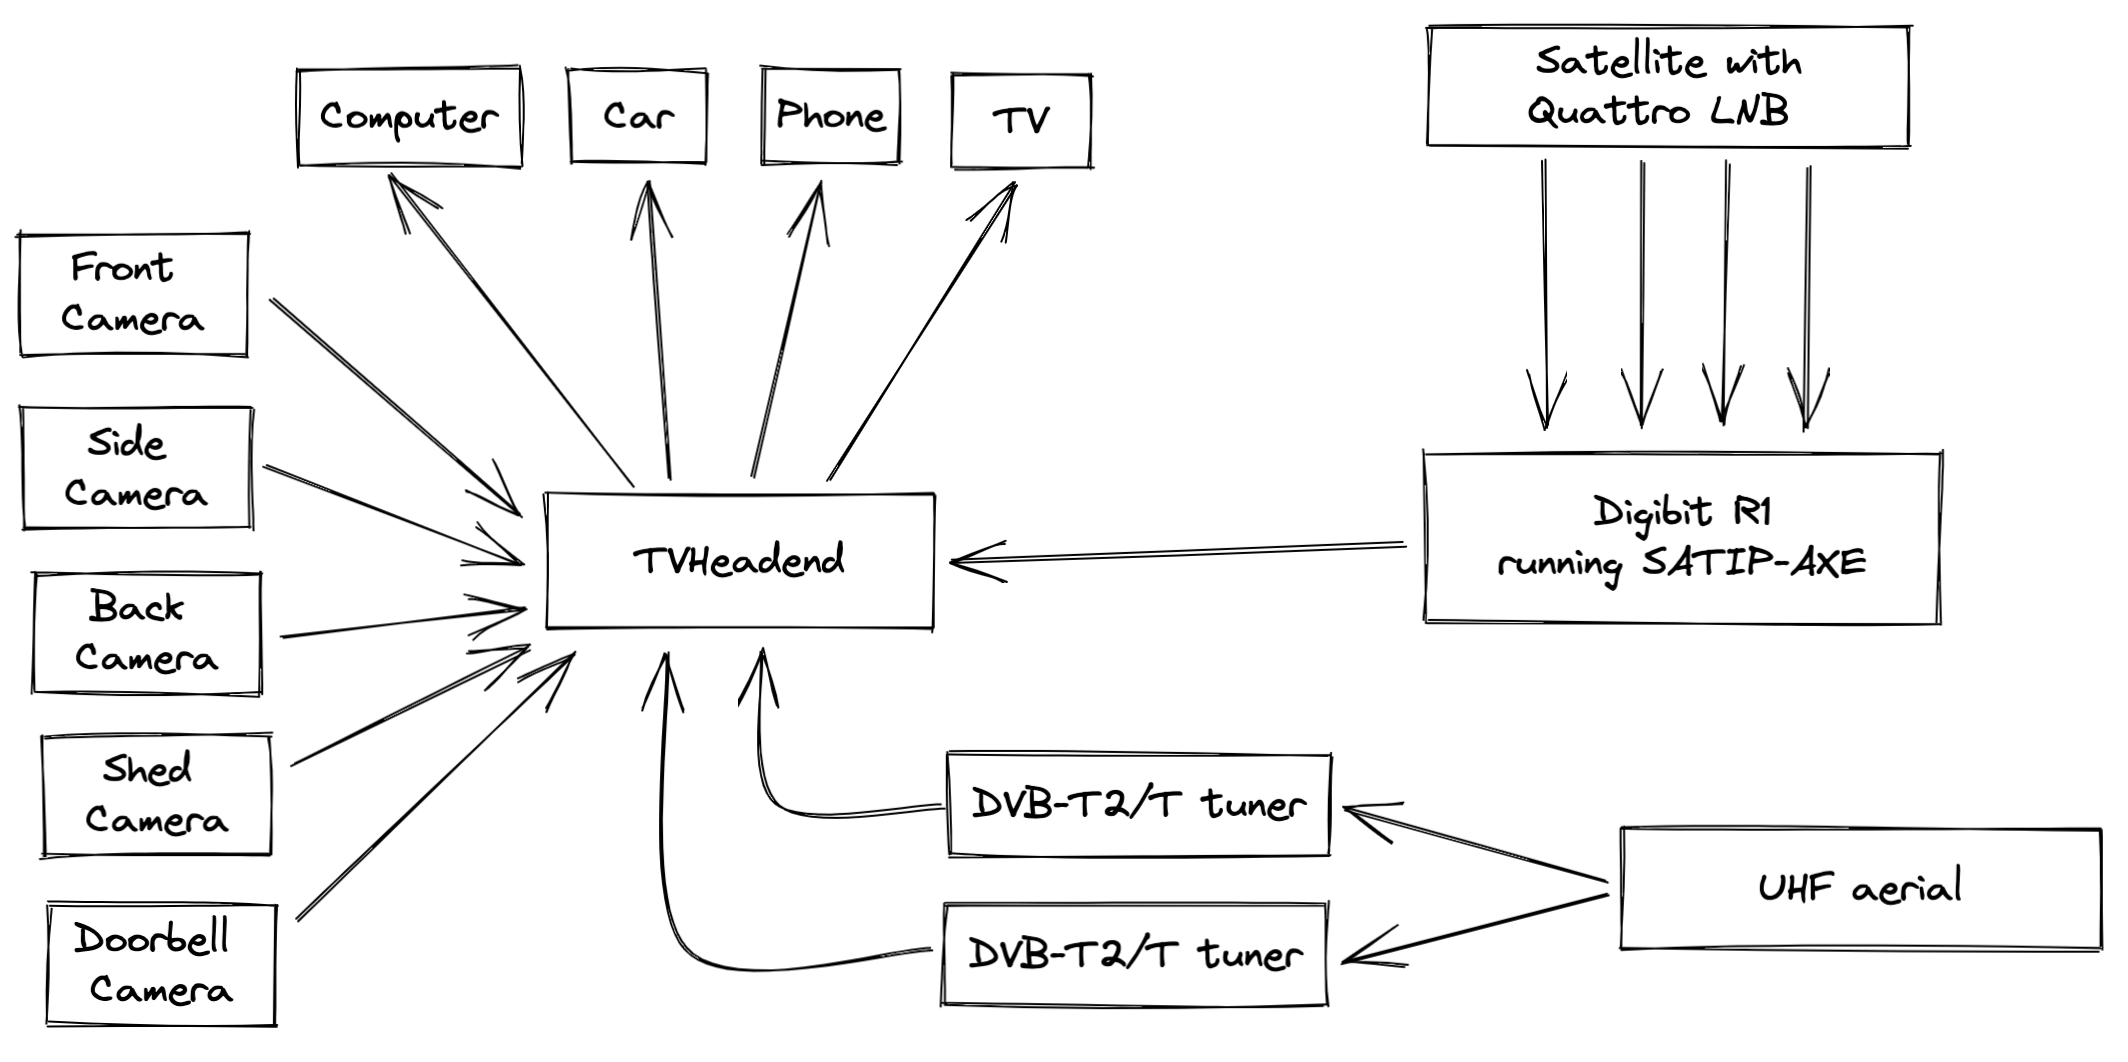 Satellite with
Quattro LNB
Computer
Car
Phone
TV
Front
Camera
Side
Camera
Digibit R1
running SATIP-AXE
TVHeadend
Back
Camera
Shed
Camera
DVB-T2/T tuner
UHF aerial
Doorbell
Camera
DVB-T2/T tuner